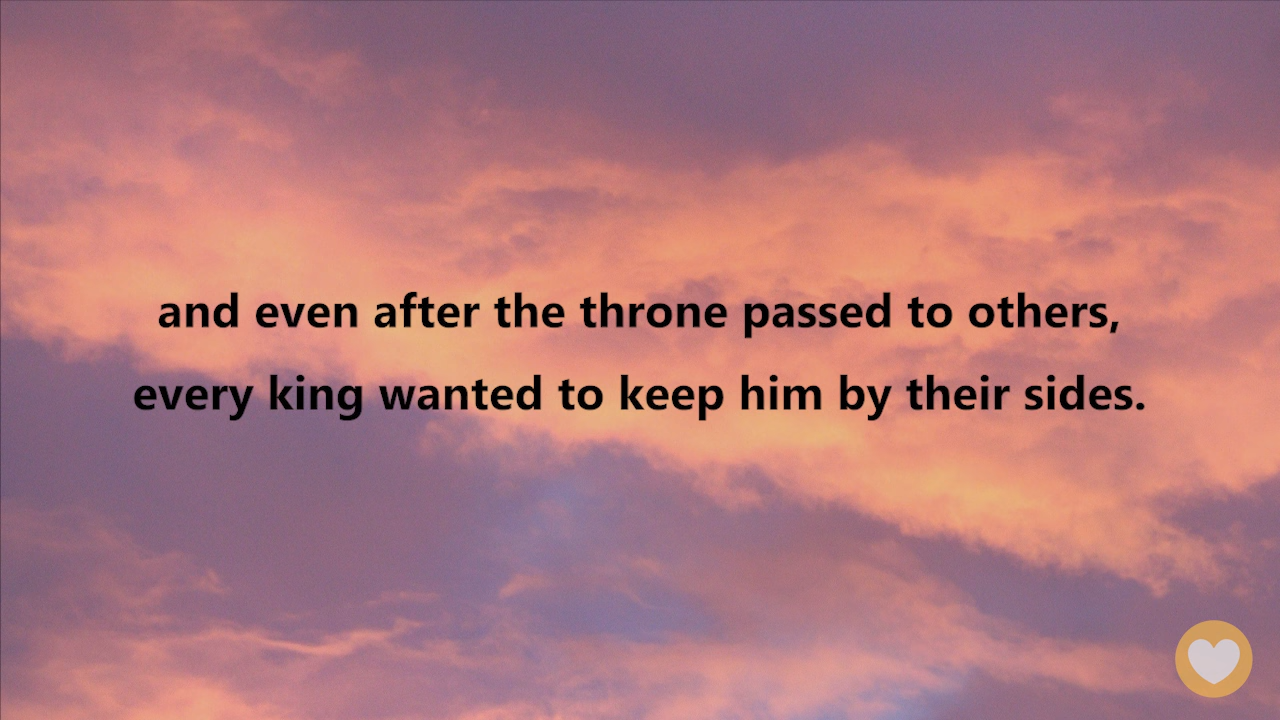 and even after the throne passed to others,
every king wanted to keep him by their sides.